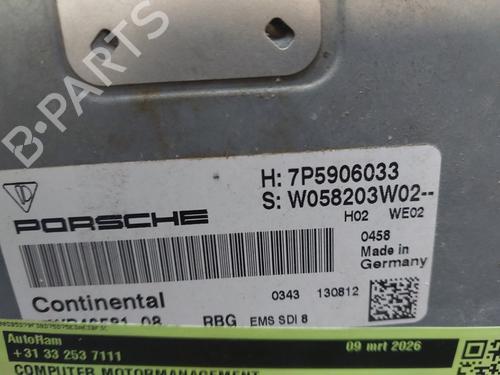 H: 7P5906033
S: W058203W02--
H02 WE02
PORSCHE
0458
Made in
Germany
Continental
0343 130812
RBG EMS SDI 8
AutoRam
+31 33 253 7111
09 mrt 2026
COMPUTER MOTORMANAGEMENT